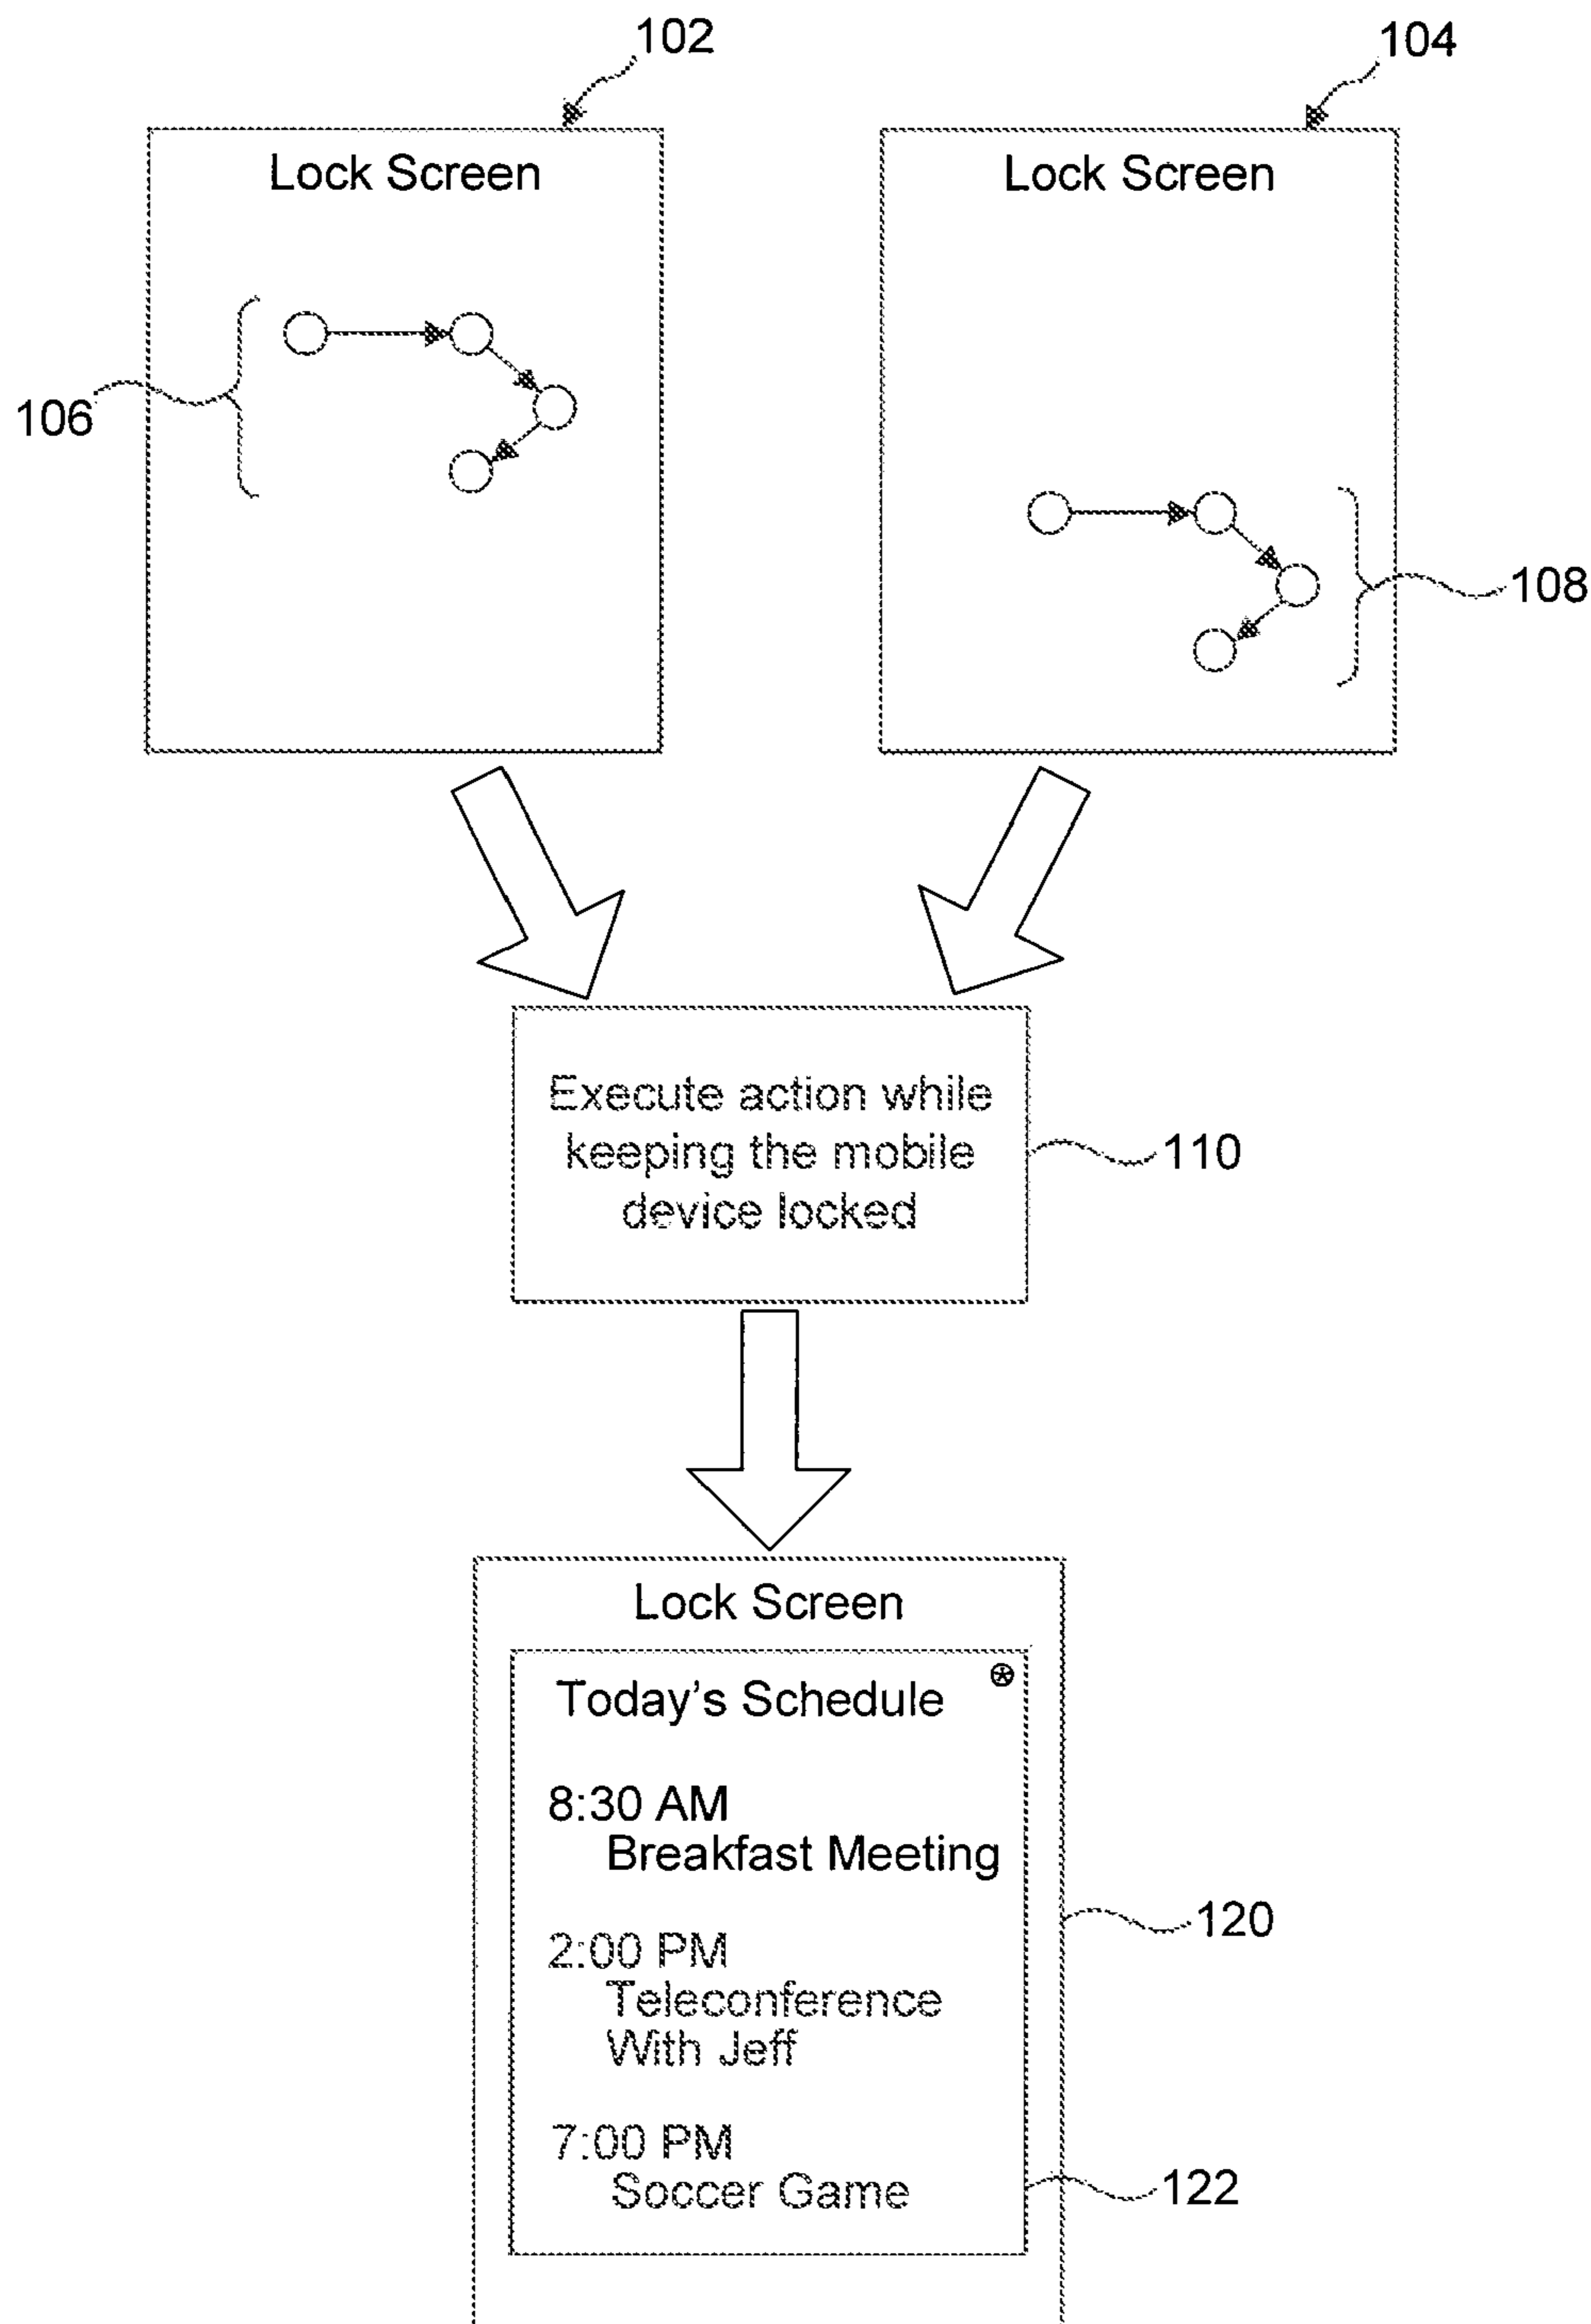 102
104
Lock Screen
Lock Screen
106
108
Execute action while
keeping the mobile
device locked
110
Lock Screen
Today's Schedule
8:30 AM
Breakfast Meeting
120
2:00 PM
Teleconference
With Jeff
7:00 PM
Soccer Game
122